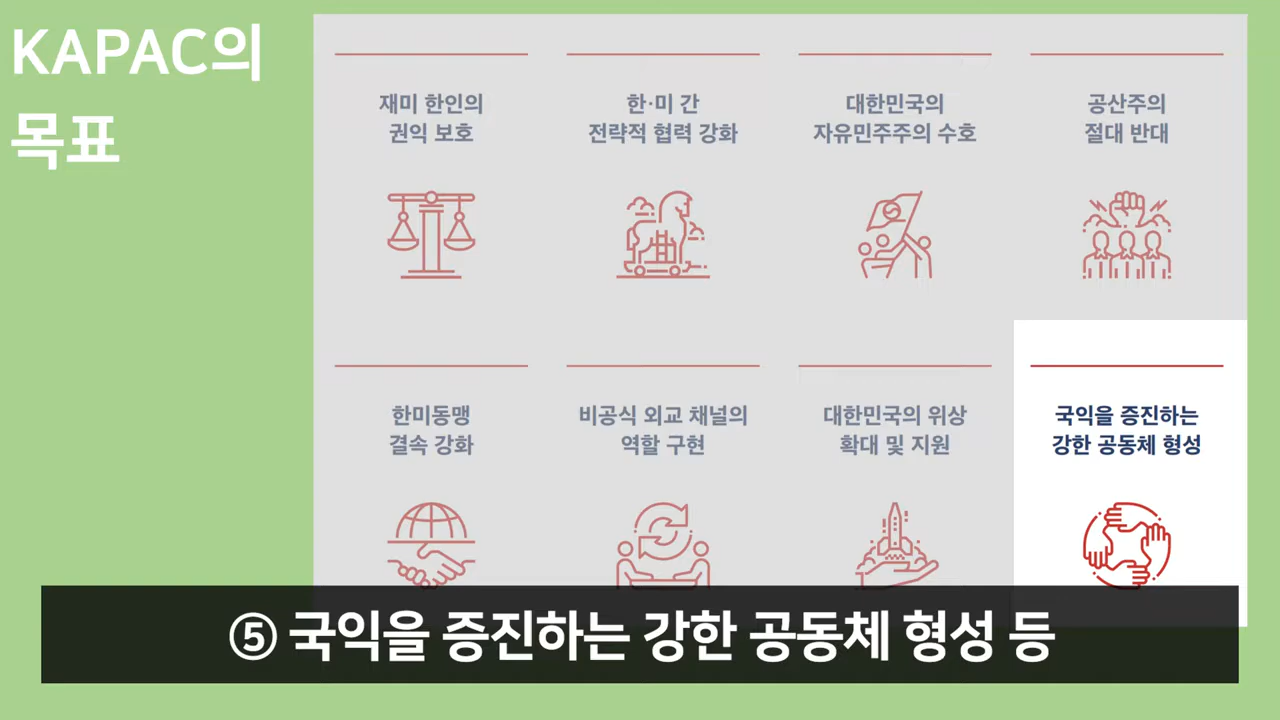 KAPAC의
목표
재미 한인의
권익 보호
한·미 간
전략적 협력 강화
대한민국의
자유민주주의 수호
공산주의
절대 반대
한미동맹
결속 강화
비공식 외교 채널의
역할 구현
대한민국의 위상
확대 및 지원
국익을 증진하는
강한 공동체 형성
⑤ 국익을 증진하는 강한 공동체 형성 등